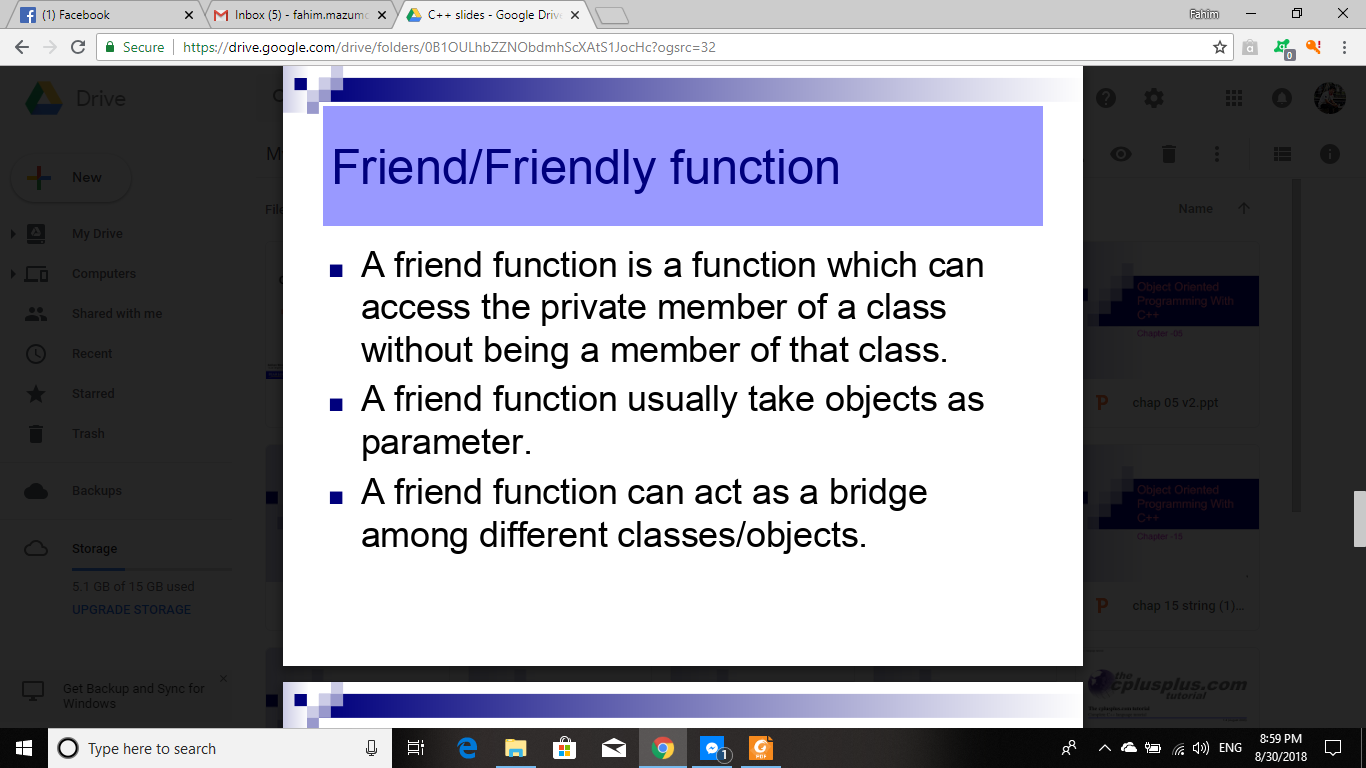 (1) Facebook
Inbox (5) - fahim.mazumd
C++ slides - Google Driv
Fahim
Secure
https://drive.google.com/drive/folders/0B1OULhbZZNObdmhScXAtS1JocHc?ogsrc=32
0
Drive
New
My Drive
Computers
Shared with me
Recent
Starred
Trash
Backups
Storage
5.1 GB of 15 GB used
UPGRADE STORAGE
Get Backup and Sync for
Windows
Friend/Friendly function
A friend function is a function which can
access the private member of a class
without being a member of that class.
A friend function usually take objects as
parameter.
A friend function can act as a bridge
among different classes/objects.
Name
Object Oriented
Programming With
C++
Chapter -05
chap 05 v2.ppt
Object Oriented
Programming With
C++
Chapter -15
chap 15 string (1)...
the
cplusplus.com
tutorial
Type here to search
1
PDF
ENG
8:59 PM
8/30/2018